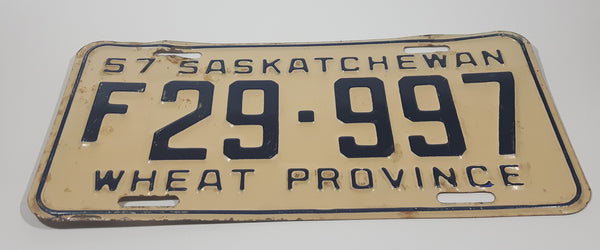 57 SASKATCHEWAN
F29·997
WHEAT PROVINCE